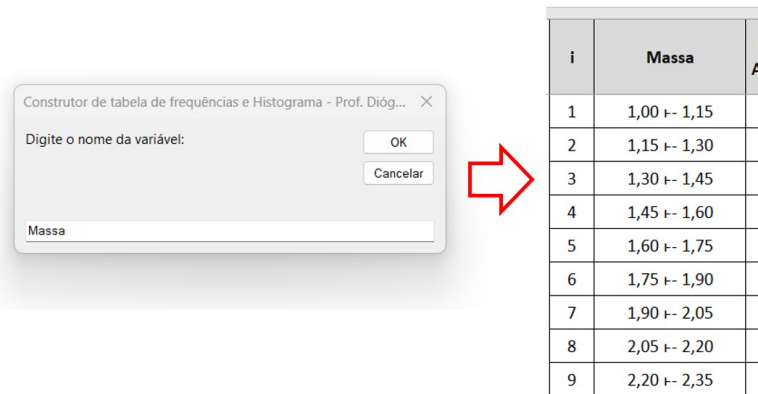 Construtor de tabela de frequências e Histograma - Prof. Dióg...
Digite o nome da variável:
OK
Cancelar
Massa
i Massa
1 1,00 ⊢- 1,15
2 1,15 ⊢- 1,30
3 1,30 ⊢- 1,45
4 1,45 ⊢- 1,60
5 1,60 ⊢- 1,75
6 1,75 ⊢- 1,90
7 1,90 ⊢- 2,05
8 2,05 ⊢- 2,20
9 2,20 ⊢- 2,35